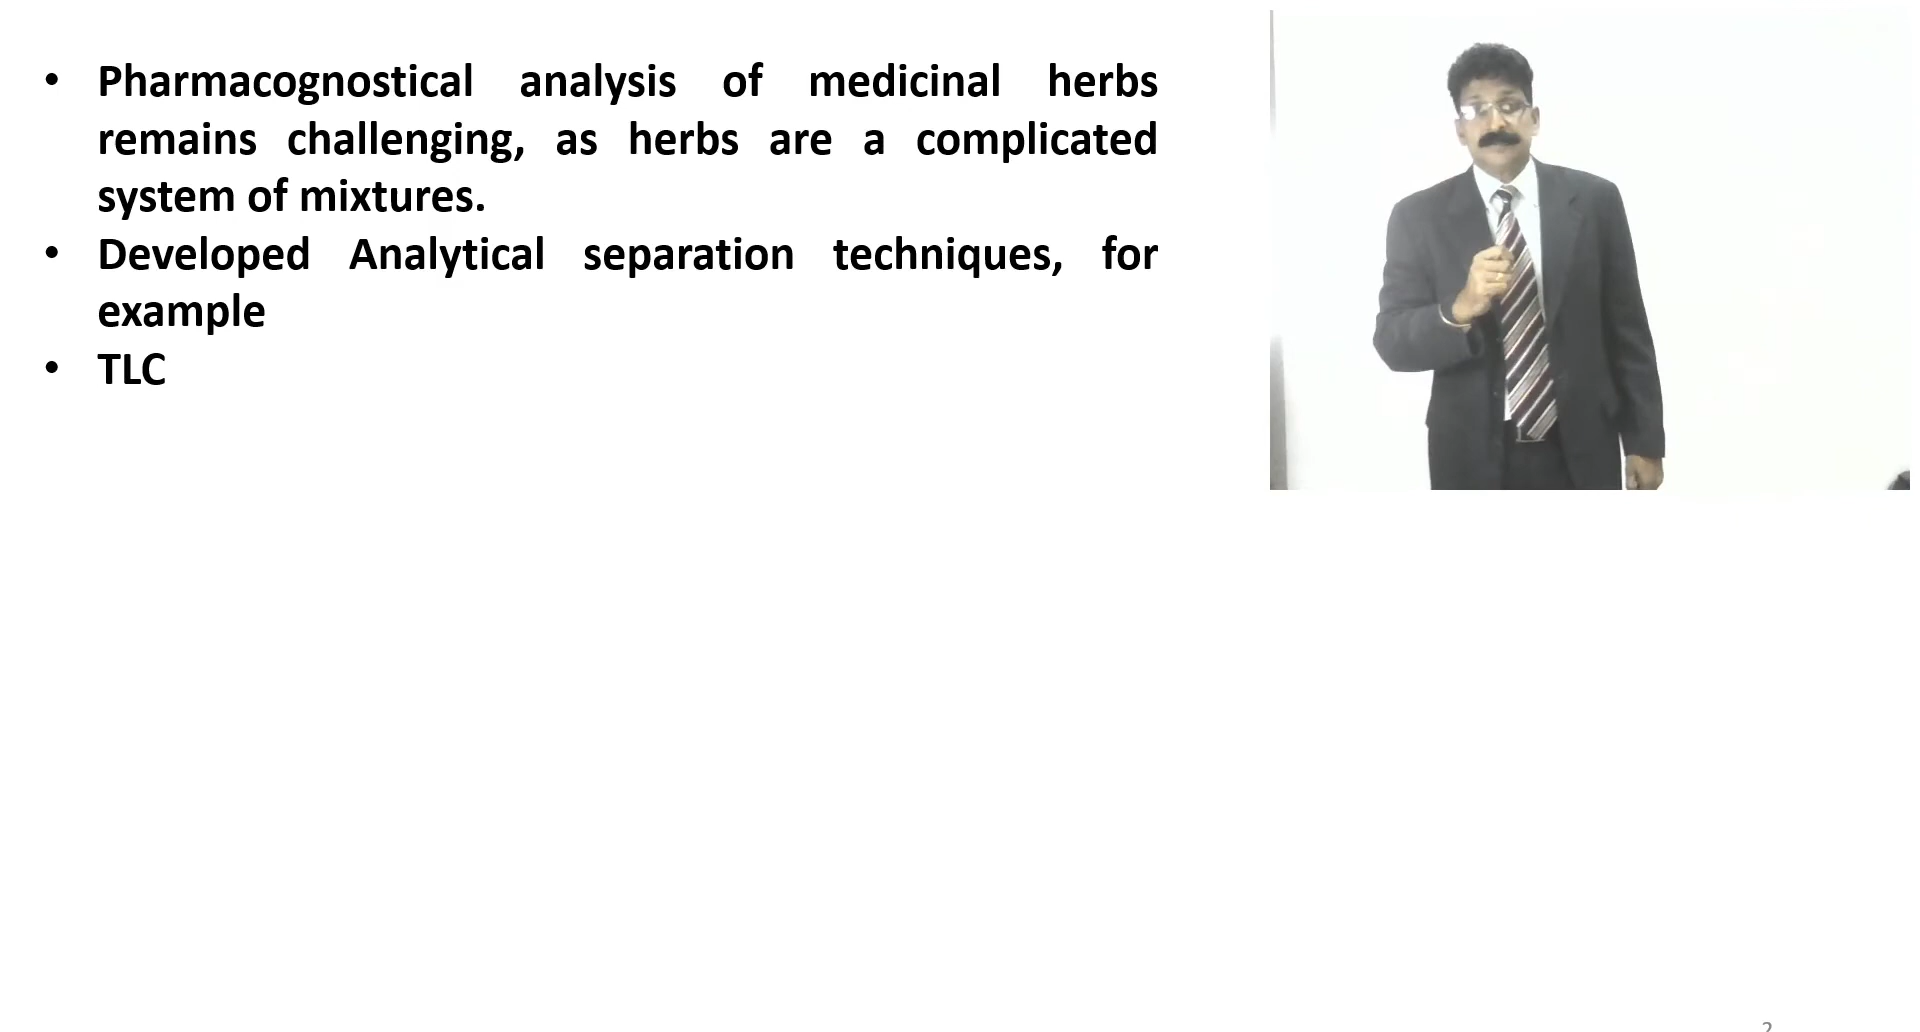 • Pharmacognostical analysis of medicinal herbs
remains challenging, as herbs are a complicated
system of mixtures.
• Developed Analytical separation techniques, for
example
• TLC
2